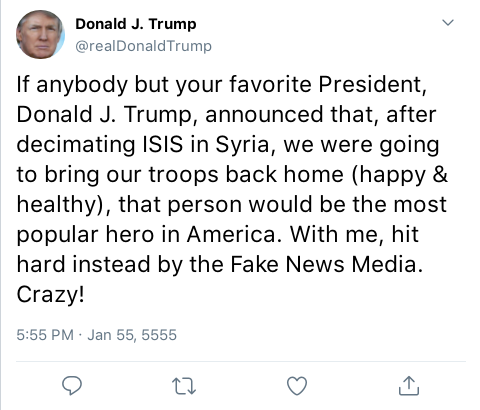 Donald J. Trump
@realDonaldTrump
If anybody but your favorite President,
Donald J. Trump, announced that, after
decimating ISIS in Syria, we were going
to bring our troops back home (happy &
healthy), that person would be the most
popular hero in America. With me, hit
hard instead by the Fake News Media.
Crazy!
5:55 PM · Jan 55, 5555